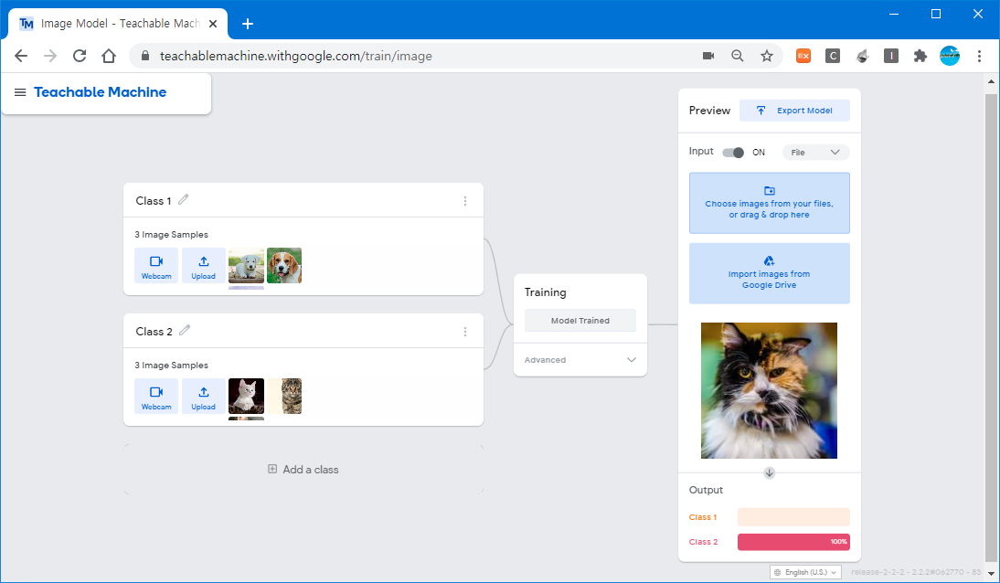 TM Image Model - Teachable Mach
teachablemachine.withgoogle.com/train/image
Teachable Machine
Class 1
3 Image Samples
Webcam
Upload
Class 2
3 Image Samples
Webcam
Upload
Add a class
Training
Model Trained
Advanced
Preview
Export Model
Input
ON
File
Choose images from your files,
or drag & drop here
Import images from
Google Drive
Output
Class 1
Class 2
100%
English (U.S.)
release-2-2-2 - 2.2.2#062770 - 83